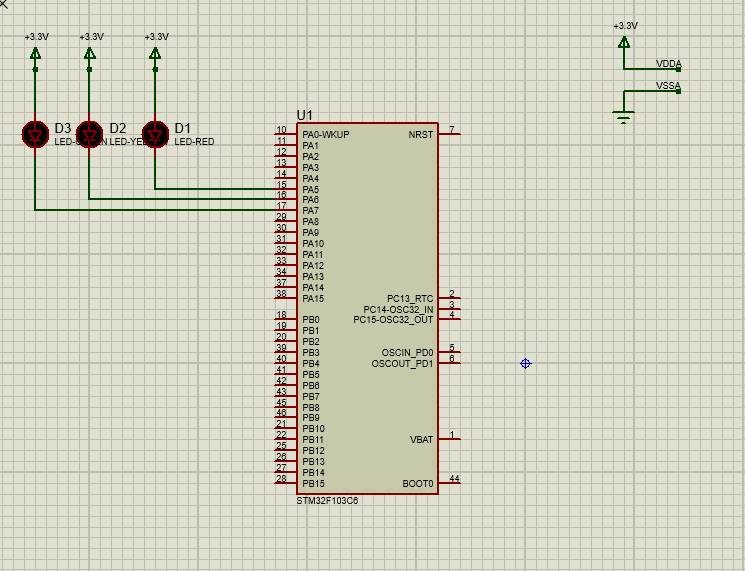 +3.3V +3.3V +3.3V
+3.3V
VDDA
VSSA
D3 D2 D1
LED-YE LED-RED
U1
10 PA0-WKUP NRST 7
11 PA1
12 PA2
13 PA3
14 PA4
15 PA5
16 PA6
17 PA7
29 PA8
30 PA9
31 PA10
32 PA11
33 PA12
34 PA13
37 PA14
38 PA15 PC13_RTC 2
PC14-OSC32_IN 3
18 PB0 PC15-OSC32_OUT 4
19 PB1
20 PB2
39 PB3 OSCIN_PD0 5
40 PB4 OSCOUT_PD1 6
41 PB5
42 PB6
43 PB7
45 PB8
46 PB9
21 PB10
22 PB11 VBAT 1
25 PB12
26 PB13
27 PB14
28 PB15 BOOT0 44
STM32F103C6